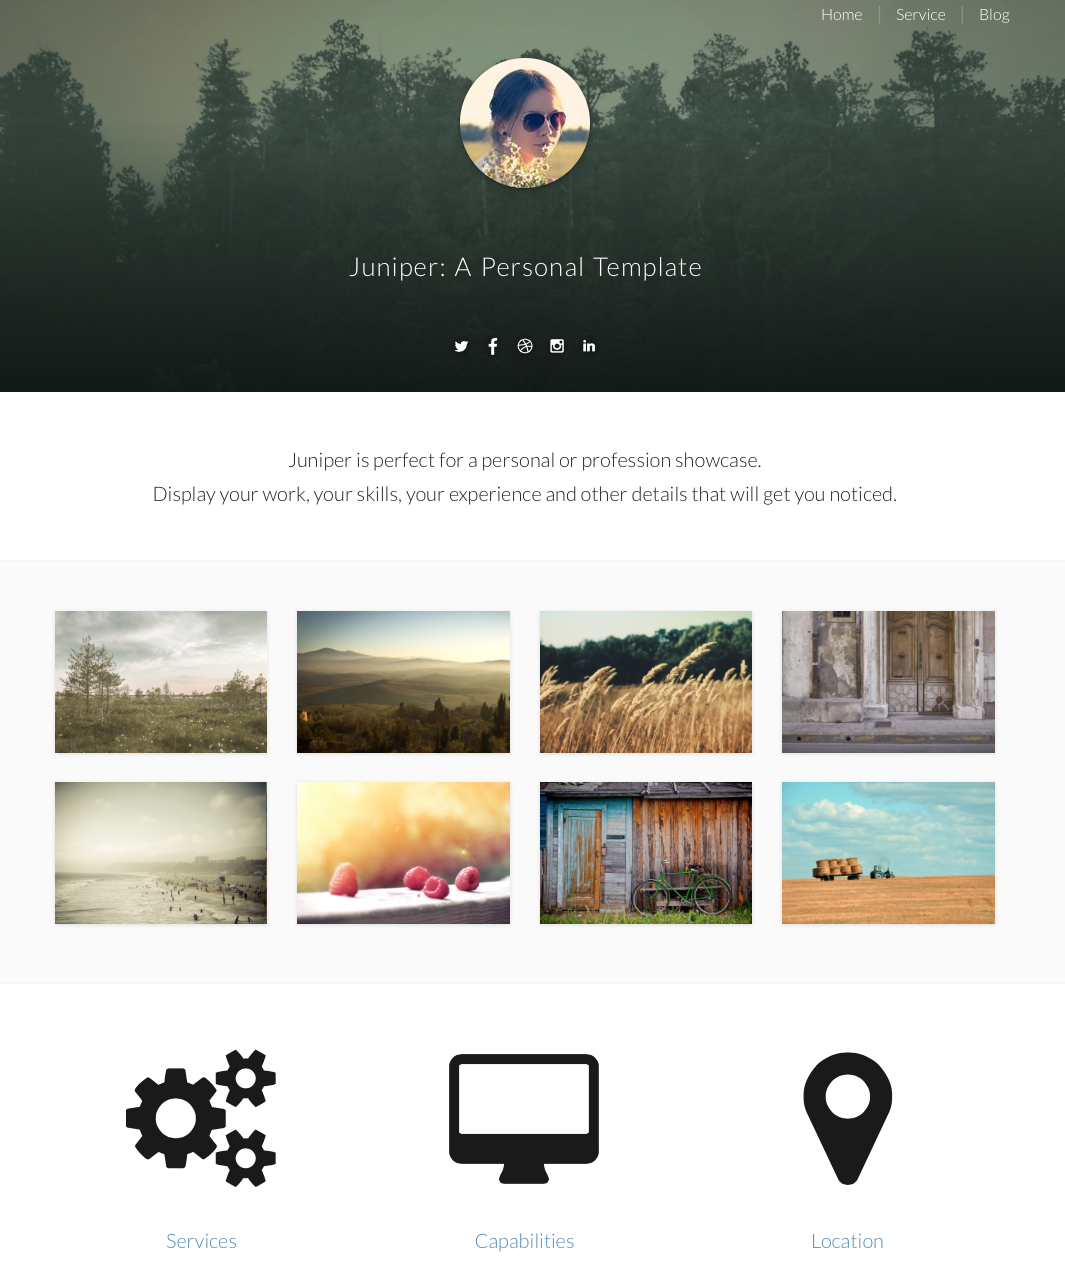 Home
Service
Blog
Juniper: A Personal Template
Juniper is perfect for a personal or profession showcase.
Display your work, your skills, your experience and other details that will get you noticed.
Services
Capabilities
Location